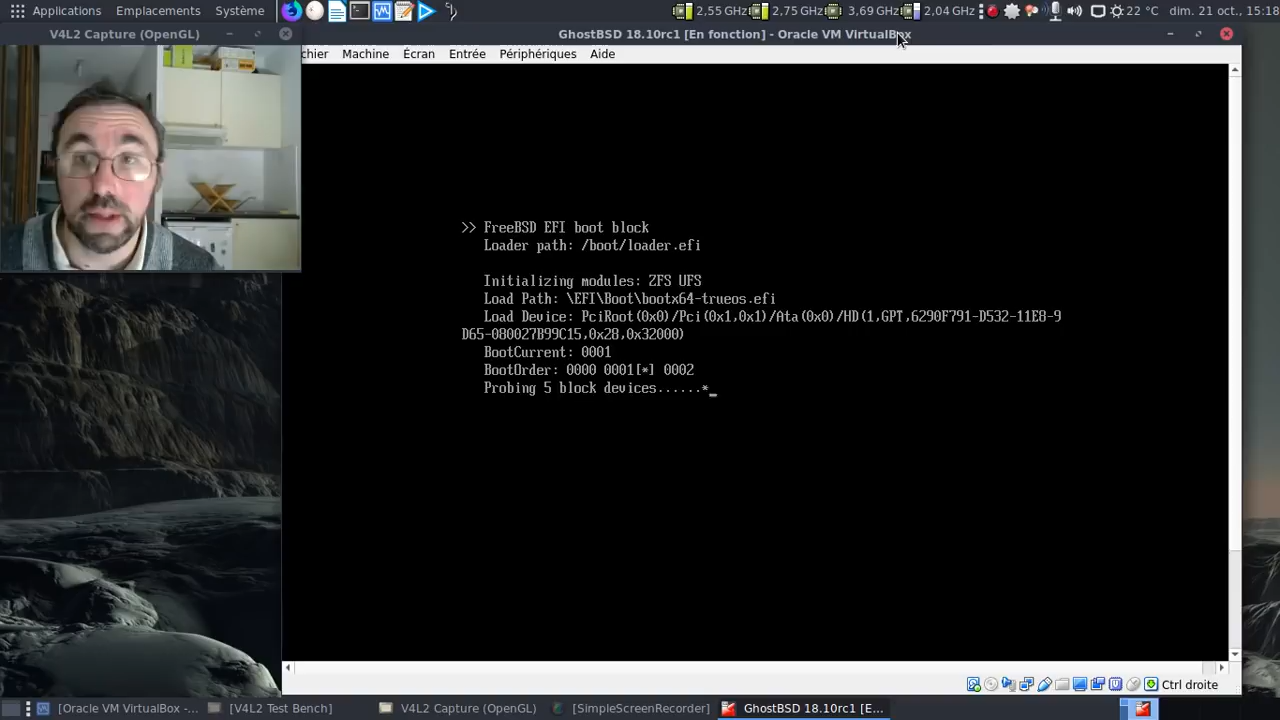 Applications Emplacements Système 2,55 GHz 2,75 GHz 3,69 GHz 2,04 GHz 22 °C dim. 21 oct., 15:18
V4L2 Capture (OpenGL)
GhostBSD 18.10rc1 [En fonction] - Oracle VM VirtualBox
chier Machine Écran Entrée Périphériques Aide
>> FreeBSD EFI boot block
Loader path: /boot/loader.efi
Initializing modules: ZFS UFS
Load Path: \EFI\Boot\bootx64-trueos.efi
Load Device: PciRoot(0x0)/Pci(0x1,0x1)/Ata(0x0)/HD(1,GPT,6290F791-D532-11E8-9
D65-080027B99C15,0x28,0x32000)
BootCurrent: 0001
BootOrder: 0000 0001[*] 0002
Probing 5 block devices......*_
Ctrl droite
[Oracle VM VirtualBox -... [V4L2 Test Bench] V4L2 Capture (OpenGL) [SimpleScreenRecorder] GhostBSD 18.10rc1 [E...